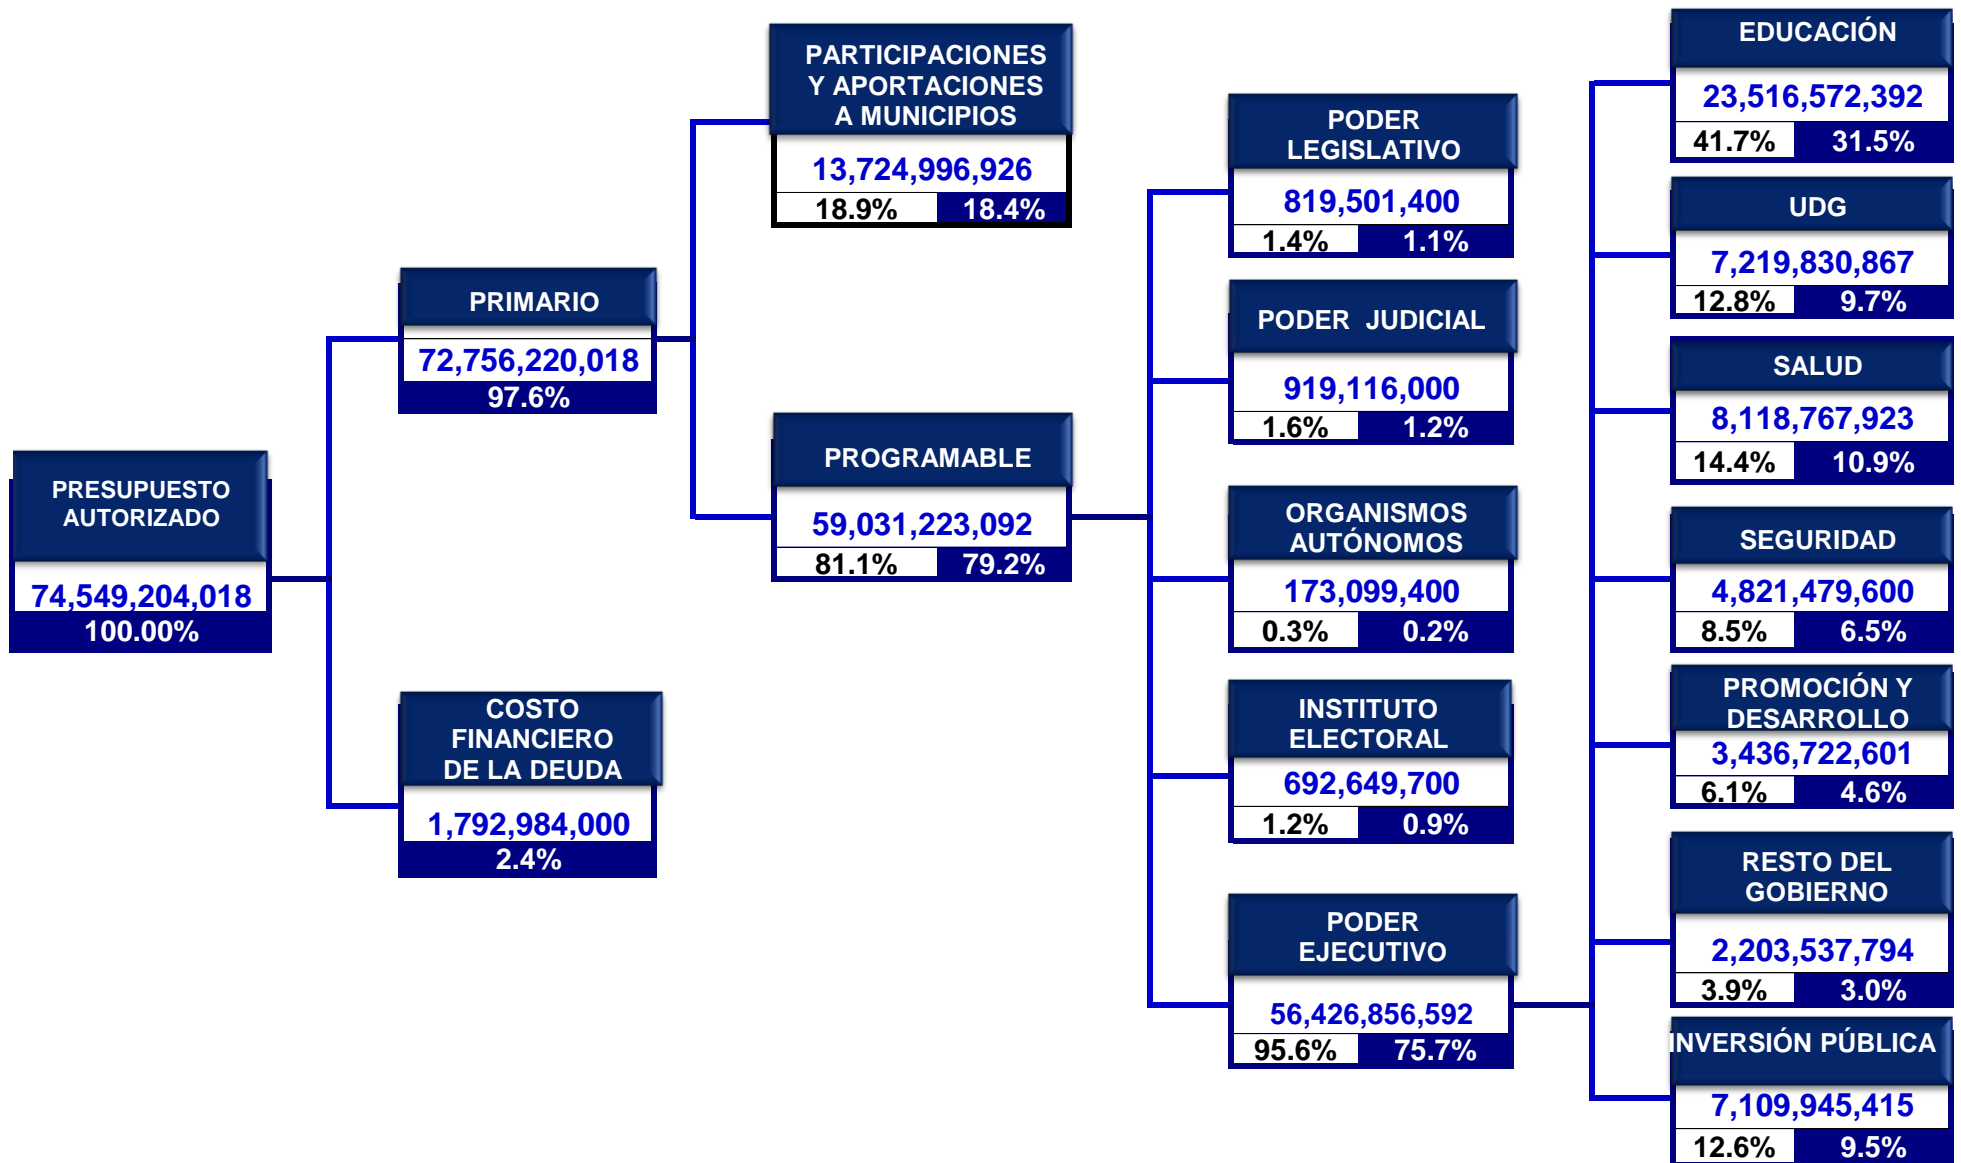 PRESUPUESTO
AUTORIZADO
74,549,204,018
100.00%
PRIMARIO
72,756,220,018
97.6%
COSTO
FINANCIERO
DE LA DEUDA
1,792,984,000
2.4%
PARTICIPACIONES
Y APORTACIONES
A MUNICIPIOS
13,724,996,926
18.9% 18.4%
PROGRAMABLE
59,031,223,092
81.1% 79.2%
PODER
LEGISLATIVO
819,501,400
1.4% 1.1%
PODER JUDICIAL
919,116,000
1.6% 1.2%
ORGANISMOS
AUTÓNOMOS
173,099,400
0.3% 0.2%
INSTITUTO
ELECTORAL
692,649,700
1.2% 0.9%
PODER
EJECUTIVO
56,426,856,592
95.6% 75.7%
EDUCACIÓN
23,516,572,392
41.7% 31.5%
UDG
7,219,830,867
12.8% 9.7%
SALUD
8,118,767,923
14.4% 10.9%
SEGURIDAD
4,821,479,600
8.5% 6.5%
PROMOCIÓN Y
DESARROLLO
3,436,722,601
6.1% 4.6%
RESTO DEL
GOBIERNO
2,203,537,794
3.9% 3.0%
INVERSIÓN PÚBLICA
7,109,945,415
12.6% 9.5%